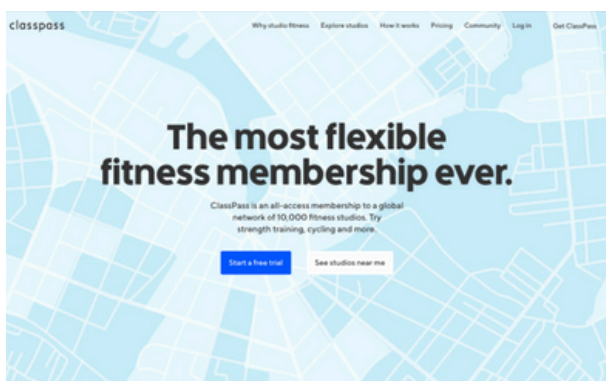 classpass
Why studio fitness Explore studios How it works Pricing Community Log in Get ClassPass
The most flexible
fitness membership ever.
ClassPass is an all-access membership to a global
network of 10,000 fitness studios. Try
strength training, cycling and more.
Start a free trial See studios near me